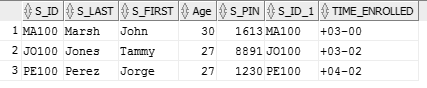 S_ID S_LAST S_FIRST Age S_PIN S_ID_1 TIME_ENROLLED
1 MA100 Marsh John 30 1613 MA100 +03-00
2 JO100 Jones Tammy 27 8891 JO100 +03-02
3 PE100 Perez Jorge 27 1230 PE100 +04-02